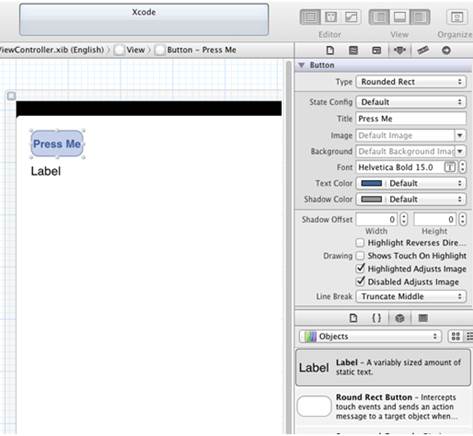 Xcode
Editor
View
Organize
ViewController.xib (English)
View
Button – Press Me
Button
Type
Rounded Rect
State Config
Default
Title
Press Me
Image
Default Image
Background
Default Background Imag
Font
Helvetica Bold 15.0
Text Color
Default
Shadow Color
Default
Shadow Offset
0
0
Width
Height
Highlight Reverses Dire...
Drawing
Shows Touch On Highlight
Highlighted Adjusts Image
Disabled Adjusts Image
Line Break
Truncate Middle
Press Me
Label
Objects
Label
Label – A variably sized amount of
static text.
Round Rect Button – Intercepts
touch events and sends an action
message to a target object when...